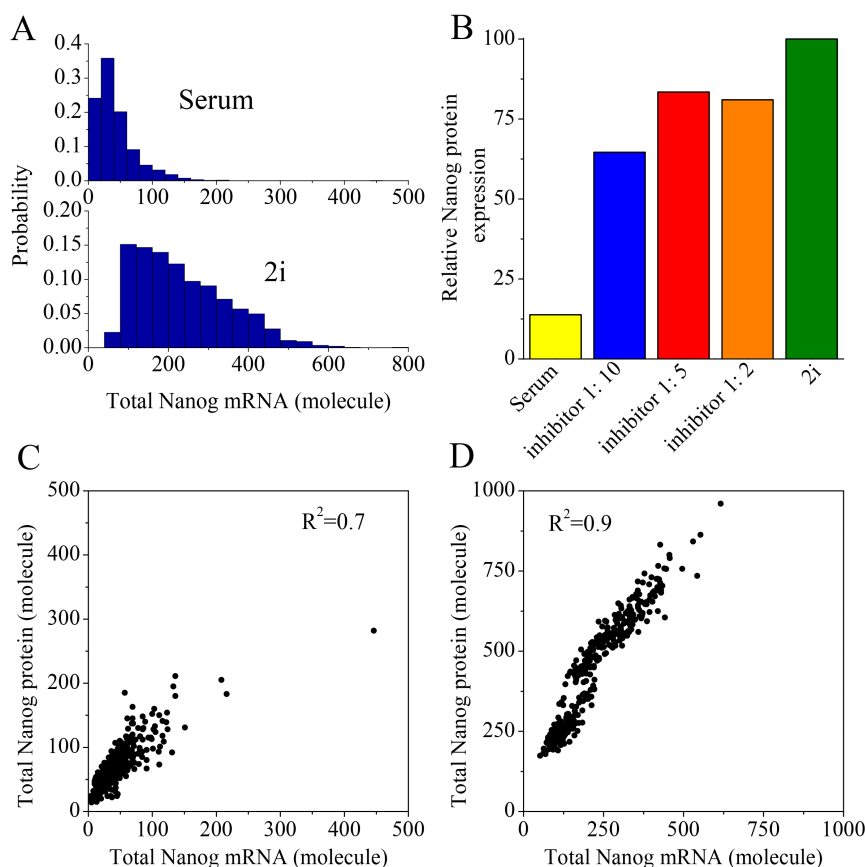 A
0.4
0.3
0.2
0.1
0.0
Serum
0 100 200 300 400 500
0.20
0.15
0.10
0.05
0.00
2i
0 200 400 600 800
Probability
Total Nanog mRNA (molecule)
B
100
75
50
25
0
Relative Nanog protein
expression
Serum
inhibitor 1: 10
inhibitor 1: 5
inhibitor 1: 2
2i
C
500
400
300
200
100
0
R²=0.7
Total Nanog protein (molecule)
0 100 200 300 400 500
Total Nanog mRNA (molecule)
D
1000
750
500
250
0
R²=0.9
Total Nanog protein (molecule)
0 250 500 750 1000
Total Nanog mRNA (molecule)